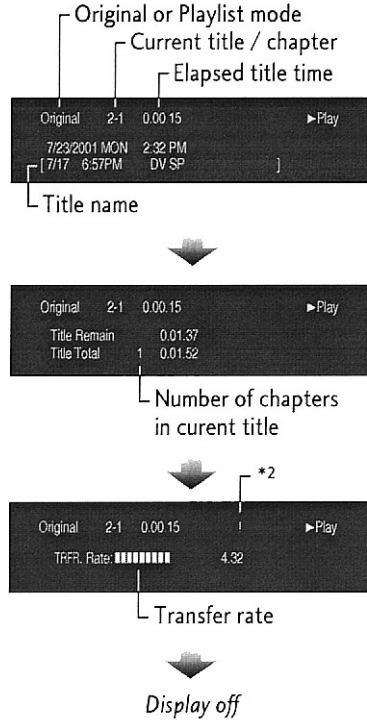 Original or Playlist mode
Current title / chapter
Elapsed title time
Original 2-1 0.00 15 ►Play
7/23/2001 MON 2:32 PM
[ 7/17 6:57PM DV SP ]
Title name
Original 2-1 0.00.15 ►Play
Title Remain 0.01.37
Title Total 1 0.01.52
Number of chapters
in curent title
*2
Original 2-1 0.00.15 ! ►Play
TRFR. Rate: 4.32
Transfer rate
Display off